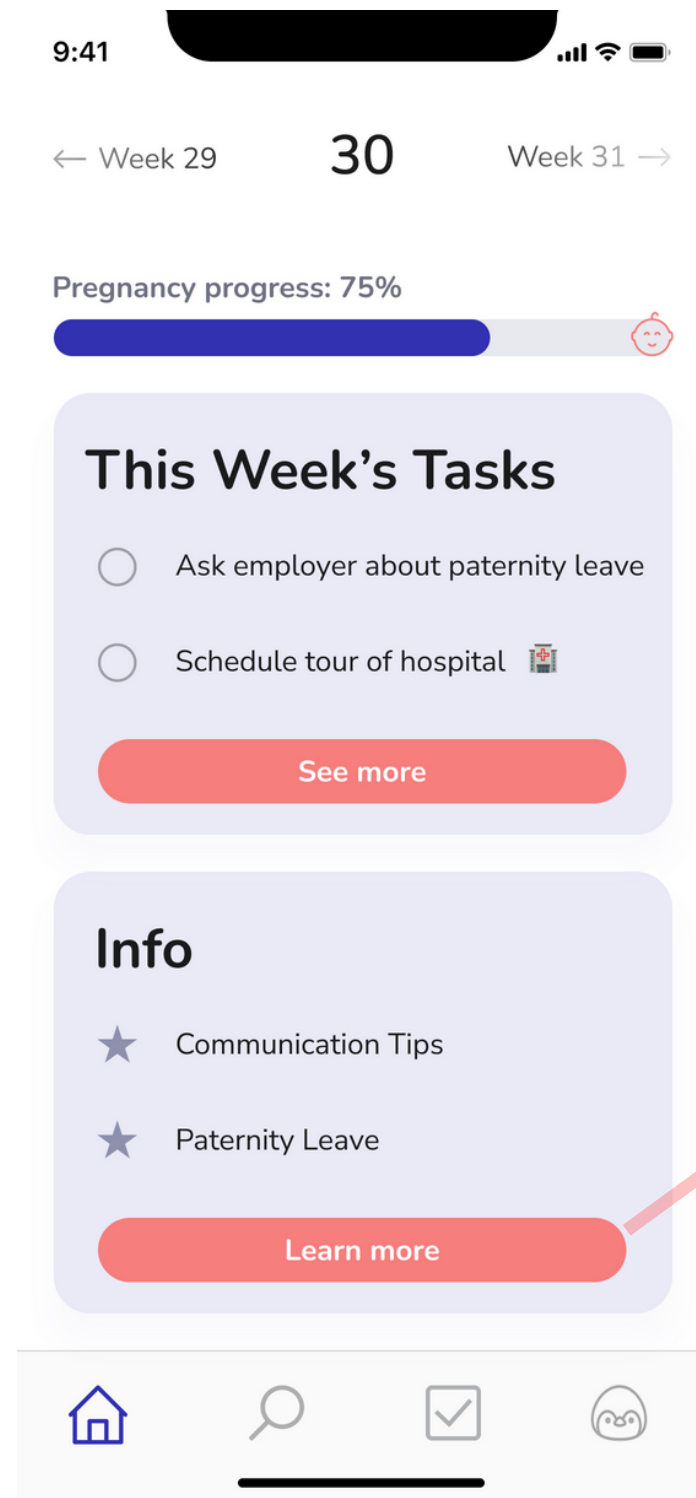 9:41
← Week 29 30 Week 31 →
Pregnancy progress: 75%
This Week’s Tasks
Ask employer about paternity leave
Schedule tour of hospital 🏥
See more
Info
Communication Tips
Paternity Leave
Learn more